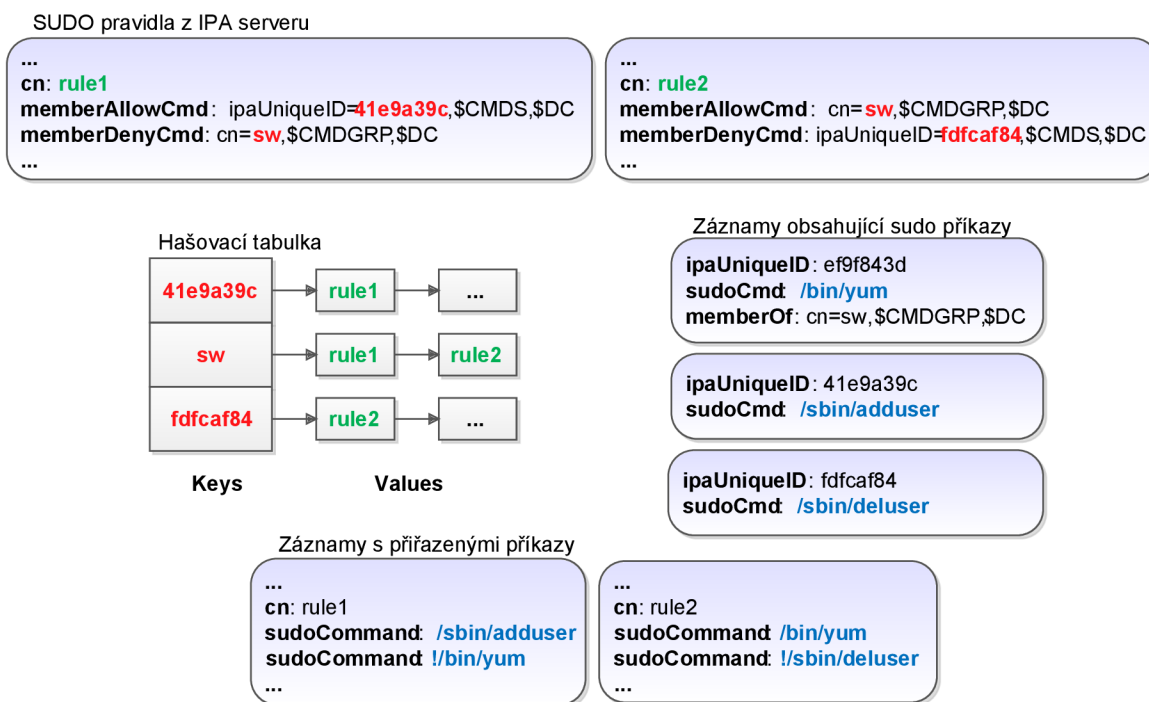 SUDO pravidla z IPA serveru
...
cn: rule1
memberAllowCmd: ipaUniqueID=41e9a39c,$CMDS,$DC
memberDenyCmd: cn=sw,$CMDGRP,$DC
...
...
cn: rule2
memberAllowCmd: cn=sw,$CMDGRP,$DC
memberDenyCmd: ipaUniqueID=fdfcaf84,$CMDS,$DC
...
Hašovací tabulka
41e9a39c rule1 ...
sw rule1 rule2
fdfcaf84 rule2 ...
Keys Values
Záznamy obsahující sudo příkazy
ipaUniqueID: ef9f843d
sudoCmd: /bin/yum
memberOf: cn=sw,$CMDGRP,$DC
ipaUniqueID: 41e9a39c
sudoCmd: /sbin/adduser
ipaUniqueID: fdfcaf84
sudoCmd: /sbin/deluser
Záznamy s přiřazenými příkazy
...
cn: rule1
sudoCommand: /sbin/adduser
sudoCommand: !/bin/yum
...
...
cn: rule2
sudoCommand: /bin/yum
sudoCommand: !/sbin/deluser
...